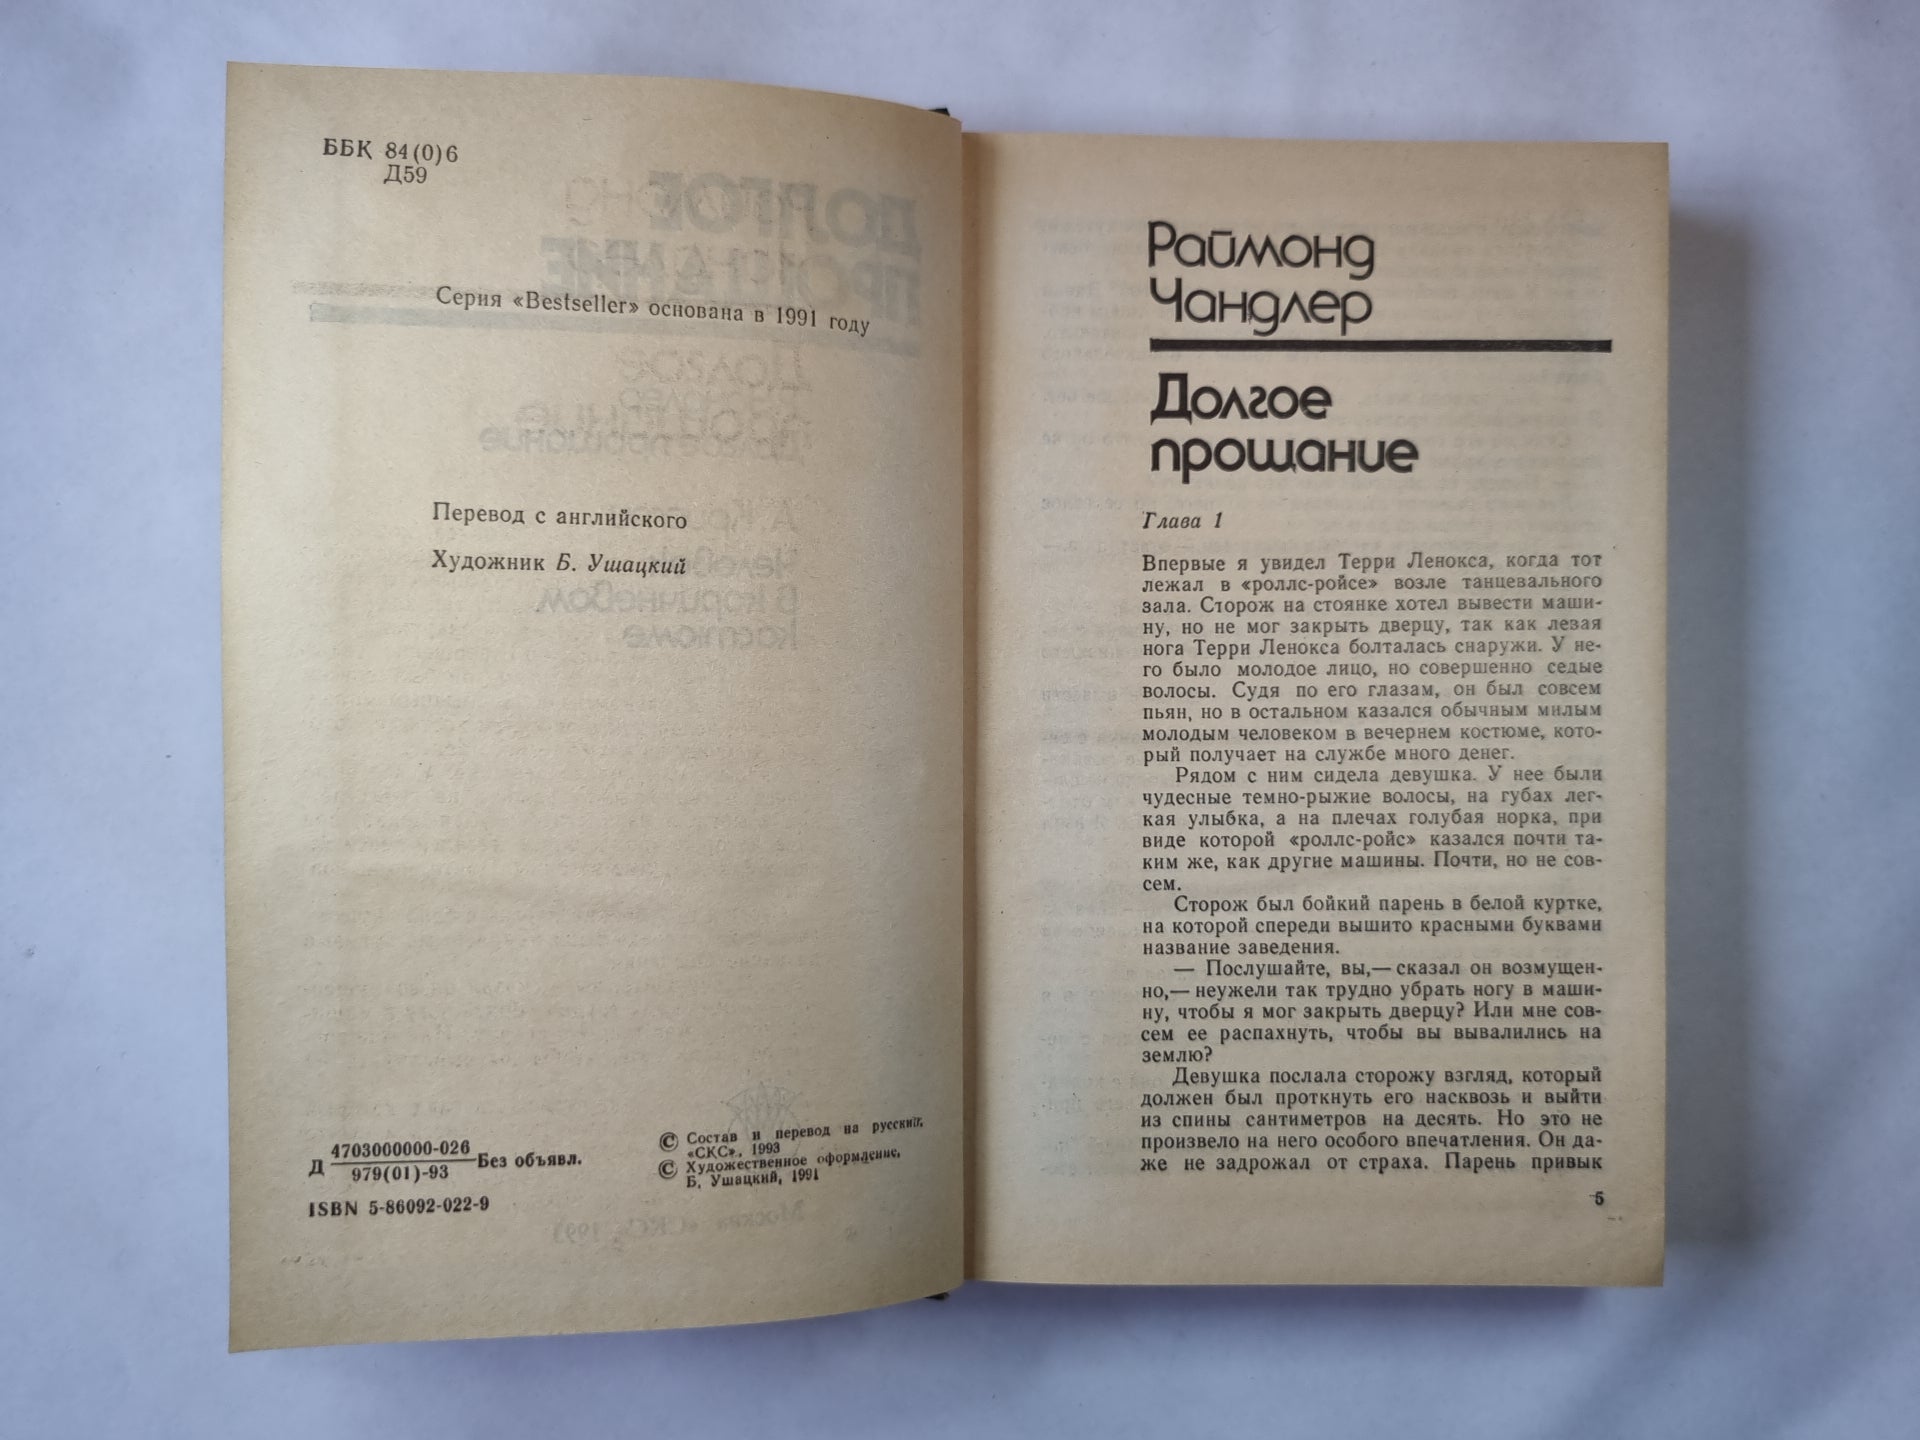 ББК 84(0)6
Д59
Серия «Bestseller» основана в 1991 году
Перевод с английского
Художник Б. Ушацкий
Д 4703000000-026
979(01)-93
Без объявл.
ISBN 5-86092-022-9
© Состав и перевод на русский,
«СКС», 1993
© Художественное оформление,
Б. Ушацкий, 1991
Раймонд
Чандлер
Долгое
прощание
Глава 1
Впервые я увидел Терри Ленокса, когда тот
лежал в «роллс-ройсе» возле танцевального
зала. Сторож на стоянке хотел вывести маши-
ну, но не мог закрыть дверцу, так как левая
нога Терри Ленокса болталась снаружи. У не-
го было молодое лицо, но совершенно седые
волосы. Судя по его глазам, он был совсем
пьян, но в остальном казался обычным милым
молодым человеком в вечернем костюме, кото-
рый получает на службе много денег.
Рядом с ним сидела девушка. У нее были
чудесные темно-рыжие волосы, на губах лег-
кая улыбка, а на плечах голубая норка, при
виде которой «роллс-ройс» казался почти та-
ким же, как другие машины. Почти, но не сов-
сем.
Сторож был бойкий парень в белой куртке,
на которой спереди вышито красными буквами
название заведения.
— Послушайте, вы,— сказал он возмущен-
но,— неужели так трудно убрать ногу в маши-
ну, чтобы я мог закрыть дверцу? Или мне сов-
сем ее распахнуть, чтобы вы вывалились на
землю?
Девушка послала сторожу взгляд, который
должен был проткнуть его насквозь и выйти
из спины сантиметров на десять. Но это не
произвело на него особого впечатления. Он да-
же не задрожал от страха. Парень привык
5